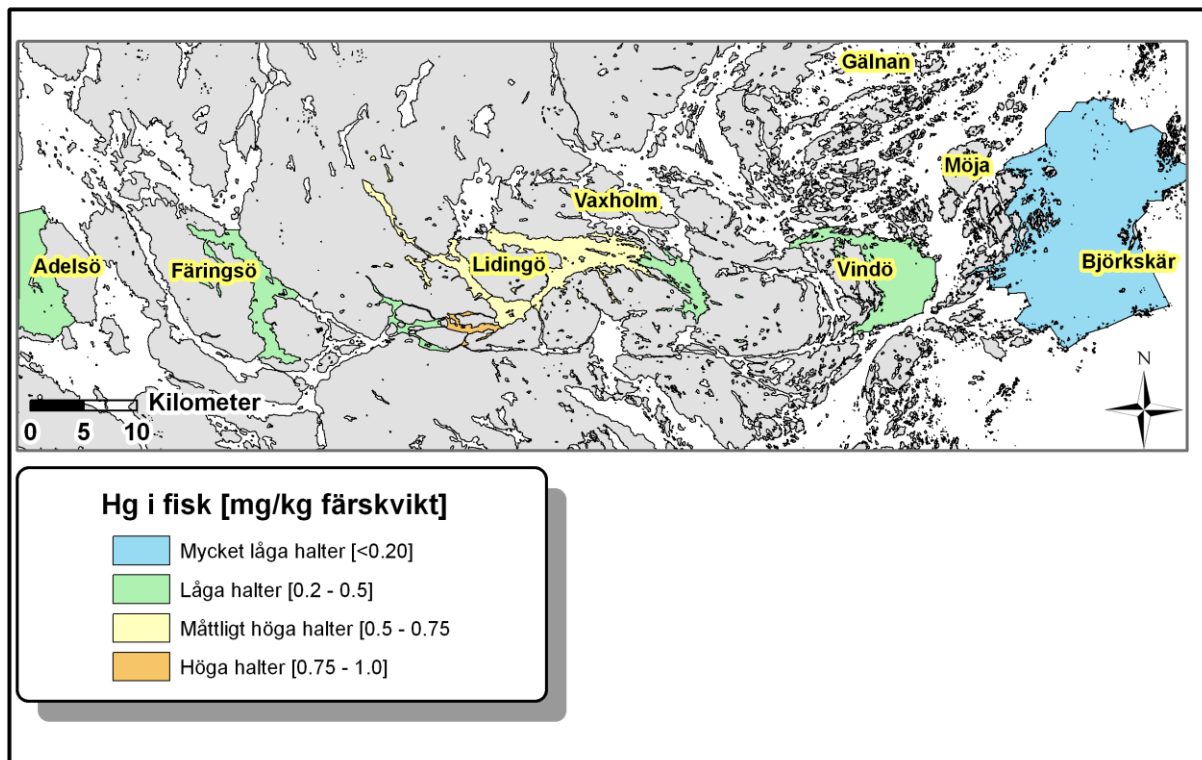 Gälnan
Möja
Vaxholm
Adelsö
Färingsö
Lidingö
Vindö
Björkskär
N
Kilometer
0 5 10
Hg i fisk [mg/kg färskvikt]
Mycket låga halter [<0.20]
Låga halter [0.2 - 0.5]
Måttligt höga halter [0.5 - 0.75
Höga halter [0.75 - 1.0]